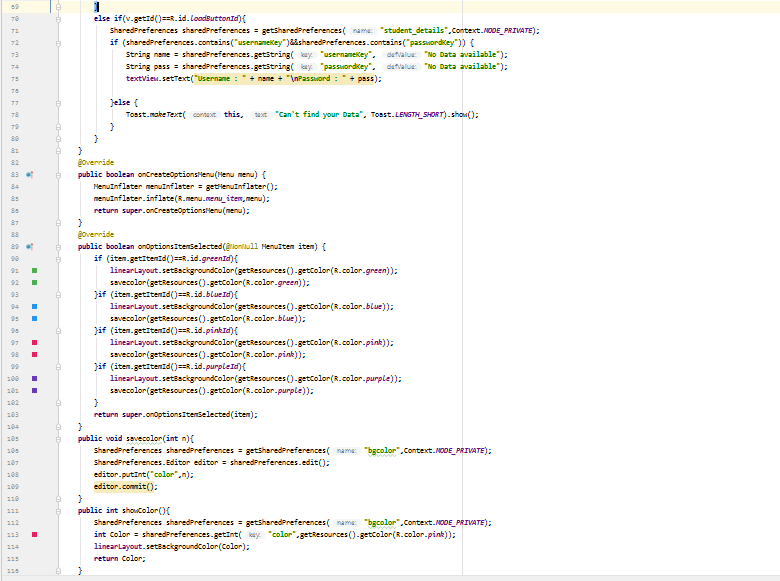 69 }
70 else if(v.getId()==R.id.loadButtonId){
71 SharedPreferences sharedPreferences = getSharedPreferences( name: "student_details",Context.MODE_PRIVATE);
72 if (sharedPreferences.contains("usernameKey")&&sharedPreferences.contains("passwordKey")) {
73 String name = sharedPreferences.getString( key: "usernameKey", defValue: "No Data available");
74 String pass = sharedPreferences.getString( key: "passwordKey", defValue: "No Data available");
75 textView.setText("Username : " + name + "\nPassword : " + pass);
76
77 }else {
78 Toast.makeText( context: this, text: "Can't find your Data", Toast.LENGTH_SHORT).show();
79 }
80 }
81 }
82 @Override
83 public boolean onCreateOptionsMenu(Menu menu) {
84 MenuInflater menuInflater = getMenuInflater();
85 menuInflater.inflate(R.menu.menu_item,menu);
86 return super.onCreateOptionsMenu(menu);
87 }
88 @Override
89 public boolean onOptionsItemSelected(@NonNull MenuItem item) {
90 if (item.getItemId()==R.id.greenId){
91 linearLayout.setBackgroundColor(getResources().getColor(R.color.green));
92 savecolor(getResources().getColor(R.color.green));
93 }if (item.getItemId()==R.id.blueId){
94 linearLayout.setBackgroundColor(getResources().getColor(R.color.blue));
95 savecolor(getResources().getColor(R.color.blue));
96 }if (item.getItemId()==R.id.pinkId){
97 linearLayout.setBackgroundColor(getResources().getColor(R.color.pink));
98 savecolor(getResources().getColor(R.color.pink));
99 }if (item.getItemId()==R.id.purpleId){
100 linearLayout.setBackgroundColor(getResources().getColor(R.color.purple));
101 savecolor(getResources().getColor(R.color.purple));
102 }
103 return super.onOptionsItemSelected(item);
104 }
105 public void savecolor(int n){
106 SharedPreferences sharedPreferences = getSharedPreferences( name: "bgcolor",Context.MODE_PRIVATE);
107 SharedPreferences.Editor editor = sharedPreferences.edit();
108 editor.putInt("color",n);
109 editor.commit();
110 }
111 public int showColor(){
112 SharedPreferences sharedPreferences = getSharedPreferences( name: "bgcolor",Context.MODE_PRIVATE);
113 int Color = sharedPreferences.getInt( key: "color",getResources().getColor(R.color.pink));
114 linearLayout.setBackgroundColor(Color);
115 return Color;
116 }